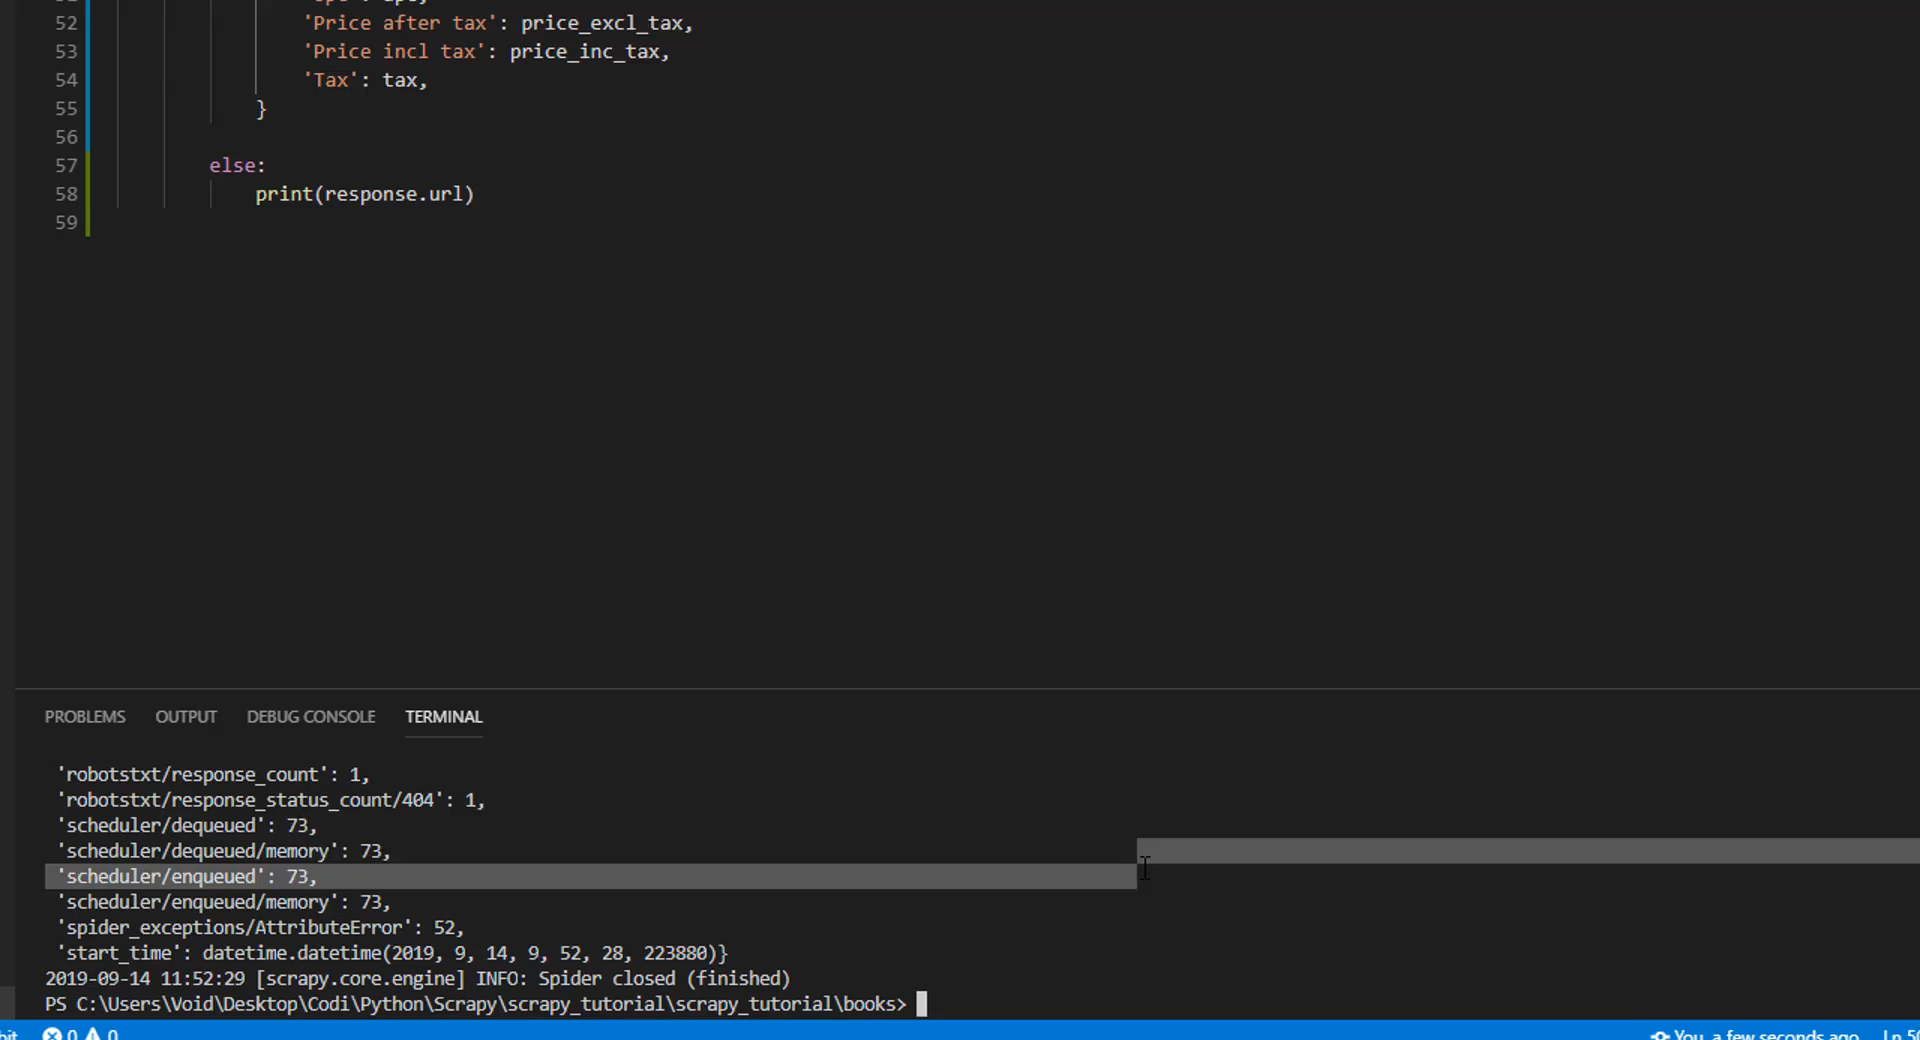 52 'Price after tax': price_excl_tax,
53 'Price incl tax': price_inc_tax,
54 'Tax': tax,
55 }
56
57 else:
58 print(response.url)
59
PROBLEMS OUTPUT DEBUG CONSOLE TERMINAL
'robotstxt/response_count': 1,
'robotstxt/response_status_count/404': 1,
'scheduler/dequeued': 73,
'scheduler/dequeued/memory': 73,
'scheduler/enqueued': 73,
'scheduler/enqueued/memory': 73,
'spider_exceptions/AttributeError': 52,
'start_time': datetime.datetime(2019, 9, 14, 9, 52, 28, 223880)}
2019-09-14 11:52:29 [scrapy.core.engine] INFO: Spider closed (finished)
PS C:\Users\Void\Desktop\Codi\Python\Scrapy\scrapy_tutorial\scrapy_tutorial\books>
0 0 You, a few seconds ago